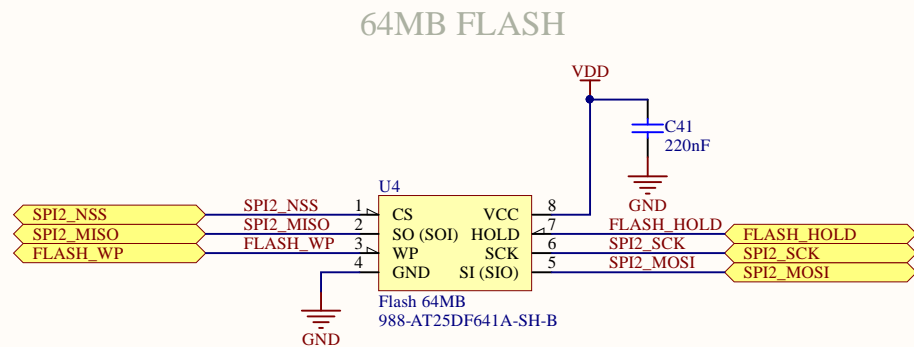 64MB FLASH
VDD
C41
220nF
GND
U4
SPI2_NSS
SPI2_NSS
1
CS
VCC
8
SPI2_MISO
SPI2_MISO
2
SO (SOI)
HOLD
7
FLASH_HOLD
FLASH_HOLD
FLASH_WP
FLASH_WP
3
WP
SCK
6
SPI2_SCK
SPI2_SCK
4
GND
SI (SIO)
5
SPI2_MOSI
SPI2_MOSI
Flash 64MB
988-AT25DF641A-SH-B
GND